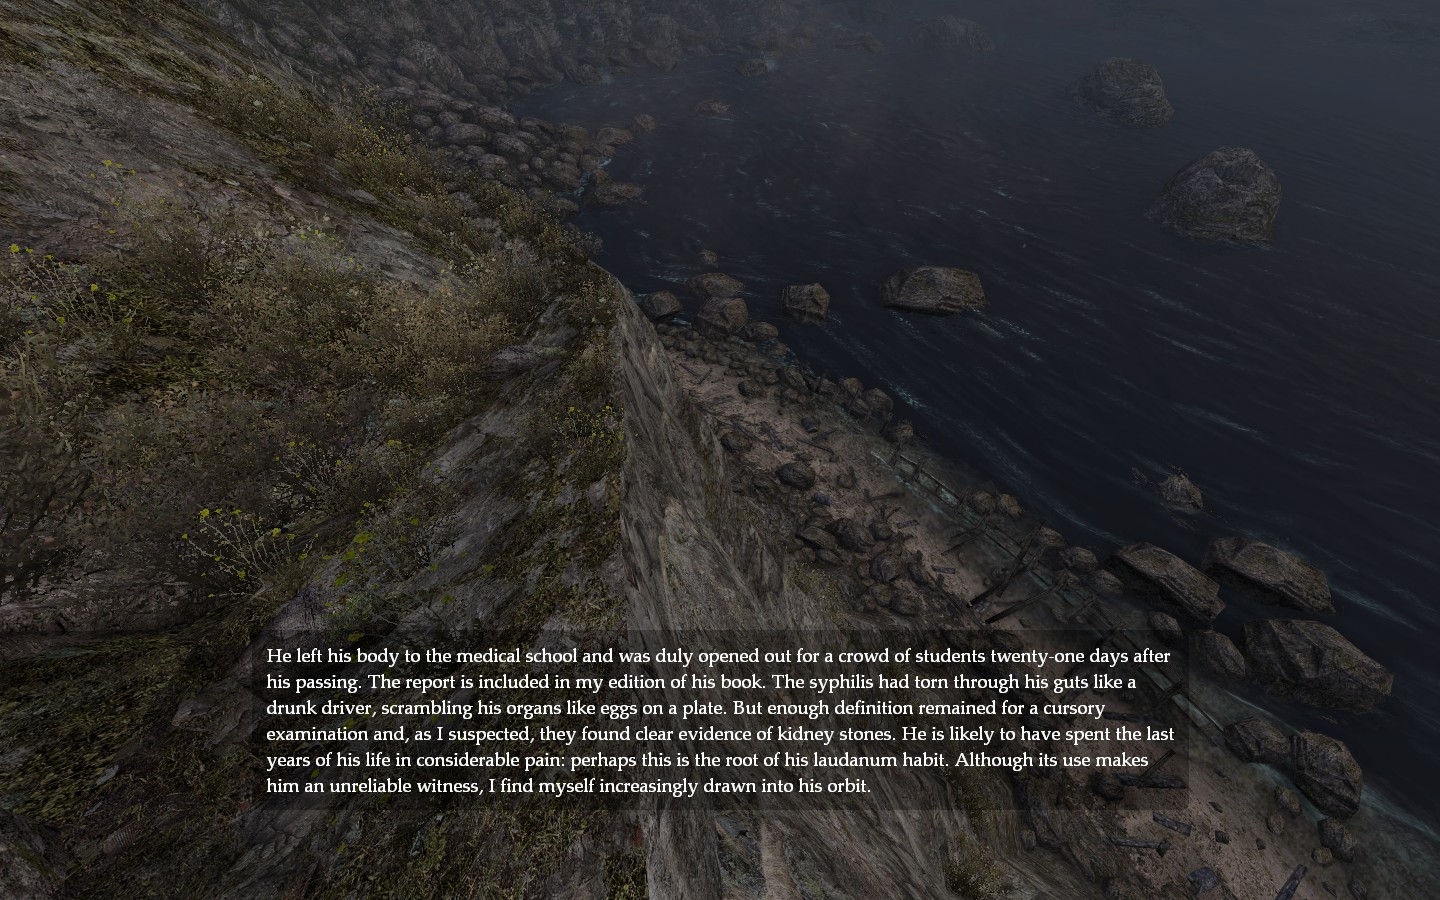 He left his body to the medical school and was duly opened out for a crowd of students twenty-one days after
his passing. The report is included in my edition of his book. The syphilis had torn through his guts like a
drunk driver, scrambling his organs like eggs on a plate. But enough definition remained for a cursory
examination and, as I suspected, they found clear evidence of kidney stones. He is likely to have spent the last
years of his life in considerable pain: perhaps this is the root of his laudanum habit. Although its use makes
him an unreliable witness, I find myself increasingly drawn into his orbit.